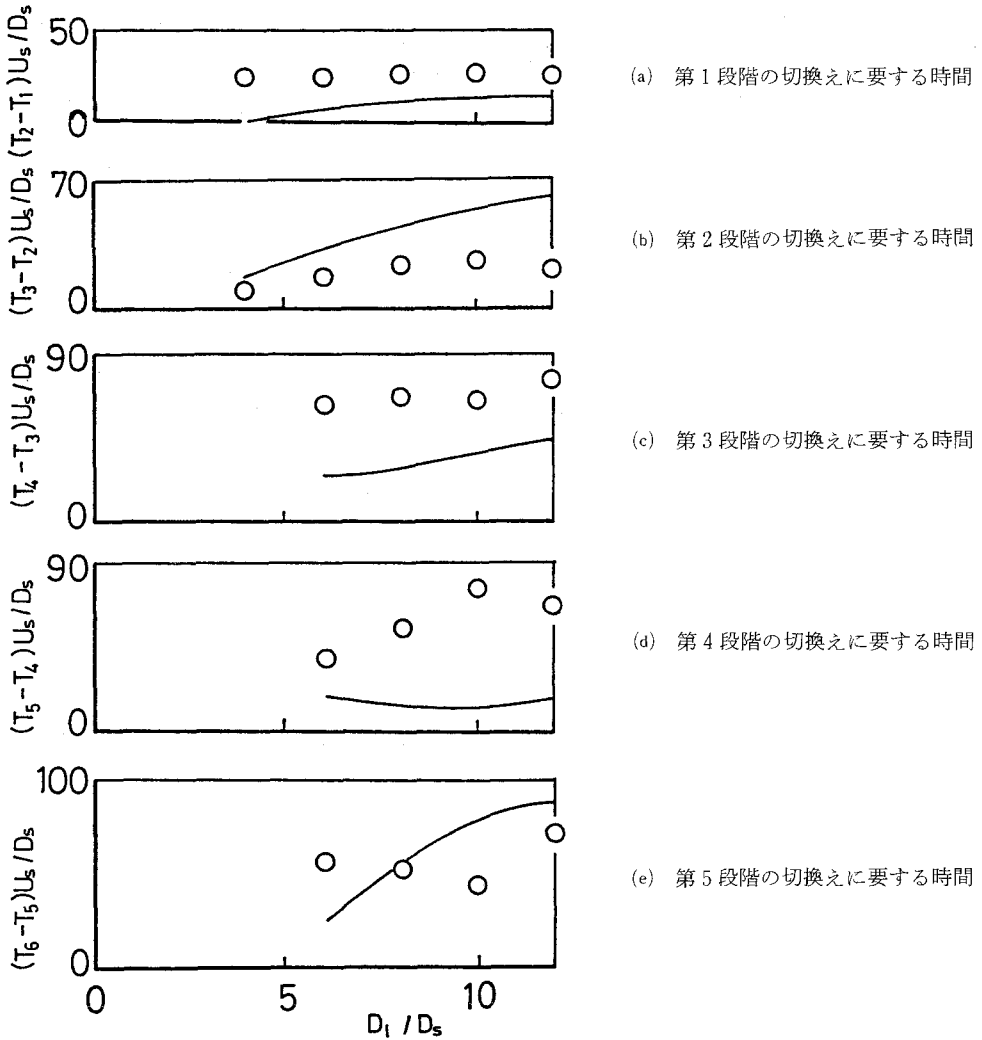 50
0
(T₂-T₁)Uₛ/Dₛ
(a) 第1段階の切換えに要する時間
70
0
(T₃-T₂)Uₛ/Dₛ
(b) 第2段階の切換えに要する時間
90
0
(T₄-T₃)Uₛ/Dₛ
(c) 第3段階の切換えに要する時間
90
0
(T₅-T₄)Uₛ/Dₛ
(d) 第4段階の切換えに要する時間
100
0
(T₆-T₅)Uₛ/Dₛ
(e) 第5段階の切換えに要する時間
0 5 10
Dₗ/Dₛ